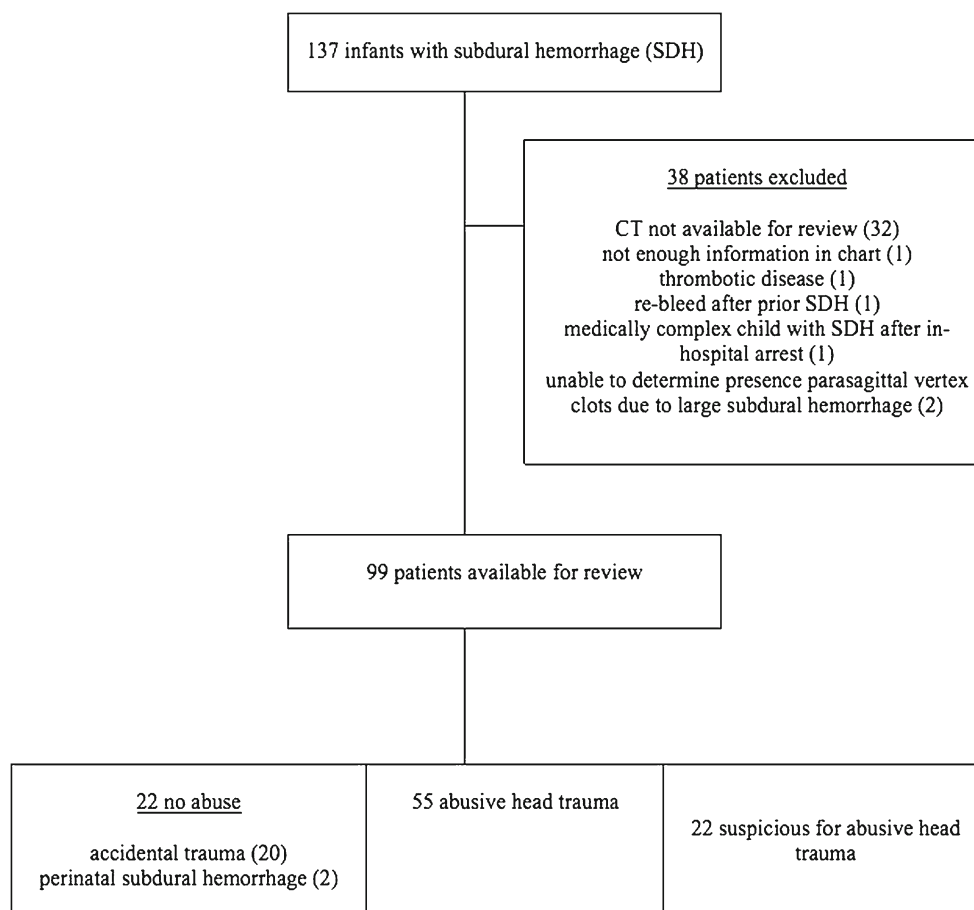 137 infants with subdural hemorrhage (SDH)
38 patients excluded
CT not available for review (32)
not enough information in chart (1)
thrombotic disease (1)
re-bleed after prior SDH (1)
medically complex child with SDH after in-
hospital arrest (1)
unable to determine presence parasagittal vertex
clots due to large subdural hemorrhage (2)
99 patients available for review
22 no abuse
accidental trauma (20)
perinatal subdural hemorrhage (2)
55 abusive head trauma
22 suspicious for abusive head
trauma